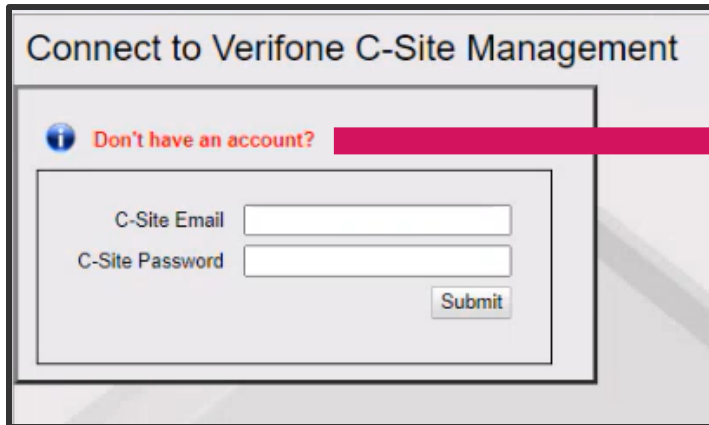 Connect to Verifone C-Site Management
Don't have an account?
C-Site Email
C-Site Password
Submit